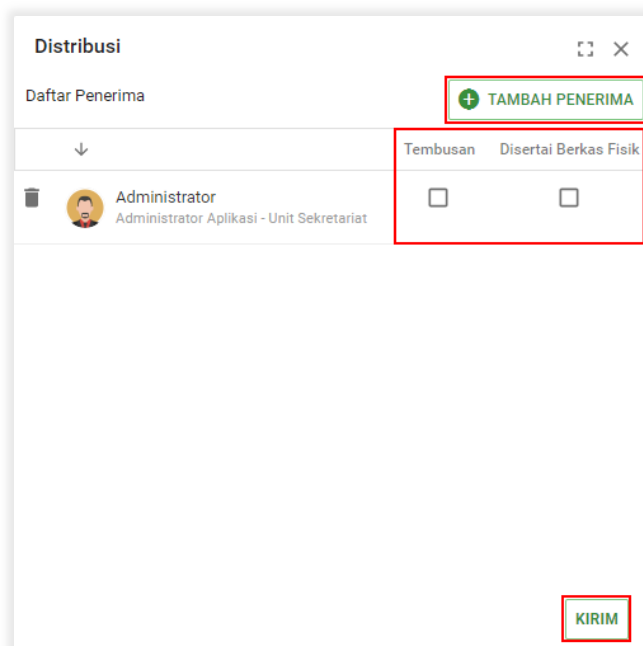 Distribusi
Daftar Penerima
TAMBAH PENERIMA
Tembusan Disertai Berkas Fisik
Administrator
Administrator Aplikasi - Unit Sekretariat
KIRIM